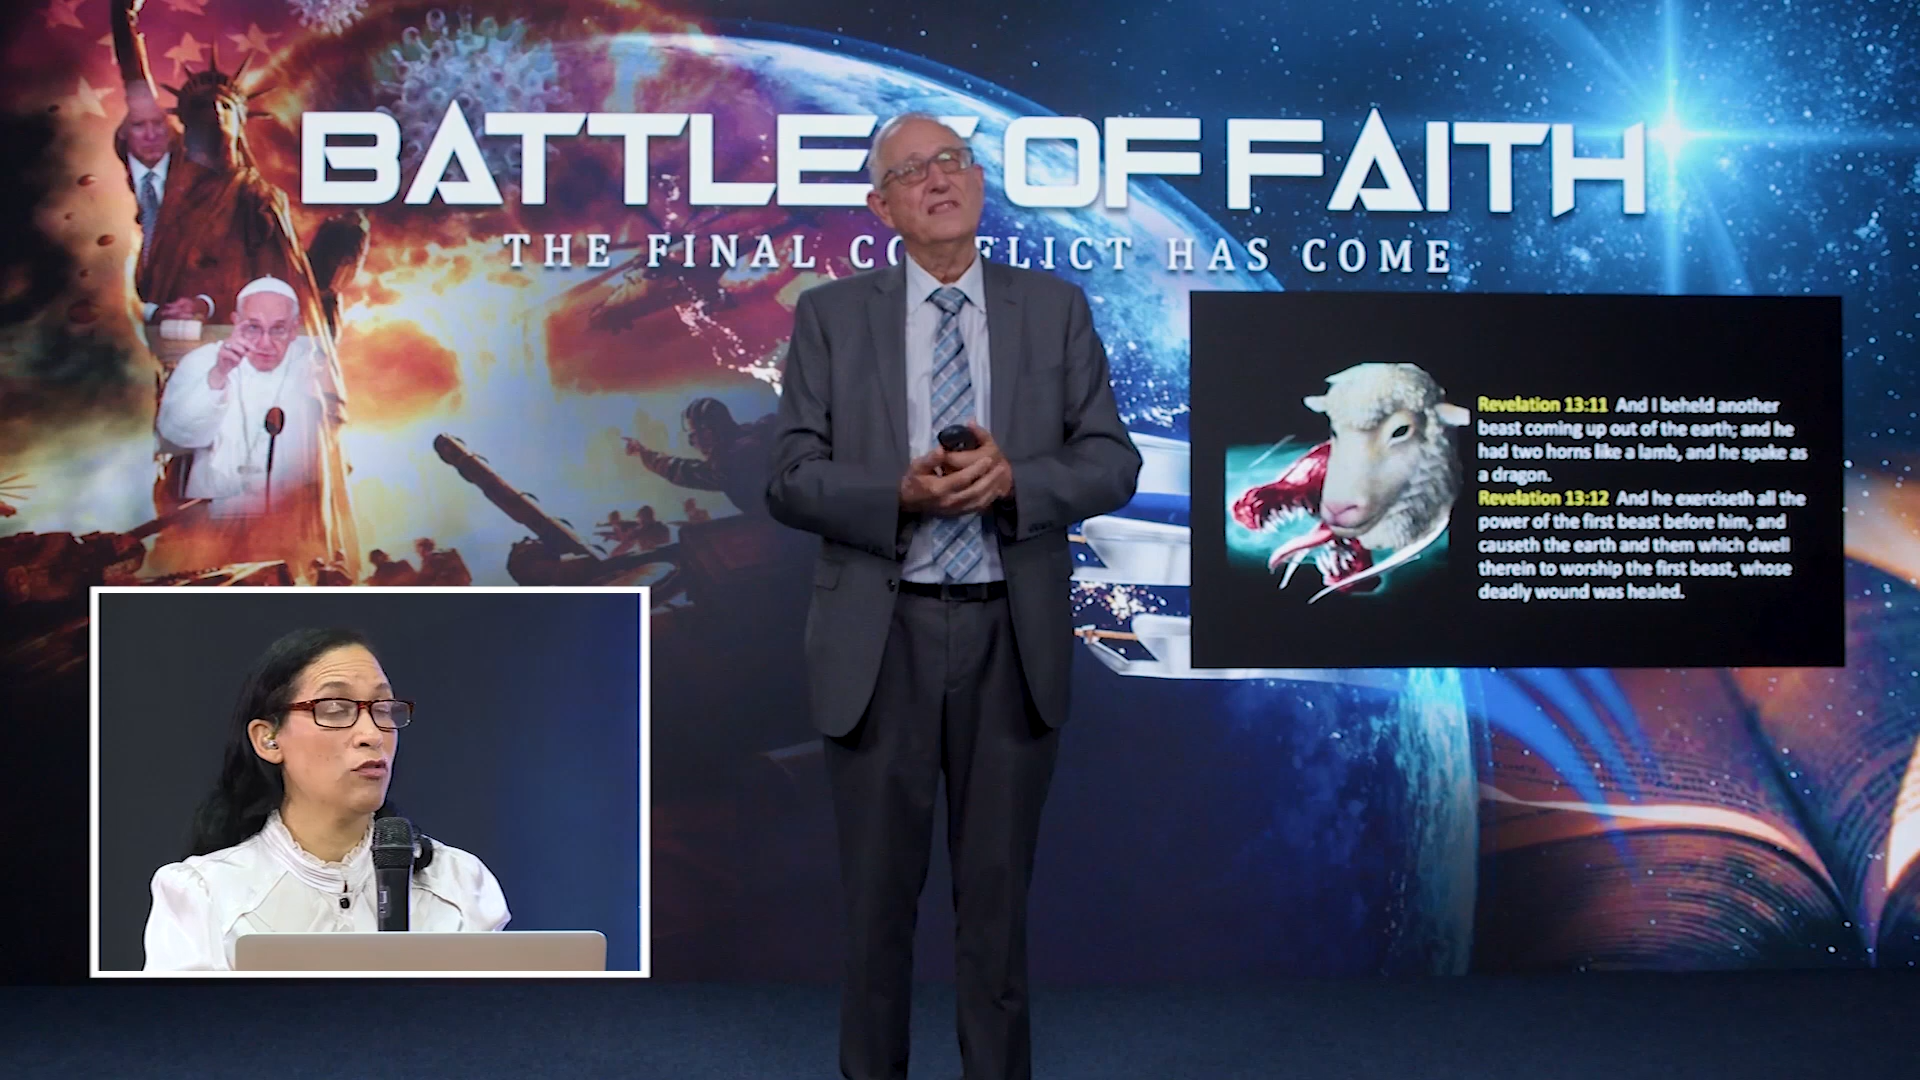 BATTLES OF FAITH
THE FINAL CONFLICT HAS COME
Revelation 13:11 And I beheld another
beast coming up out of the earth; and he
had two horns like a lamb, and he spake as
a dragon.
Revelation 13:12 And he exerciseth all the
power of the first beast before him, and
causeth the earth and them which dwell
therein to worship the first beast, whose
deadly wound was healed.